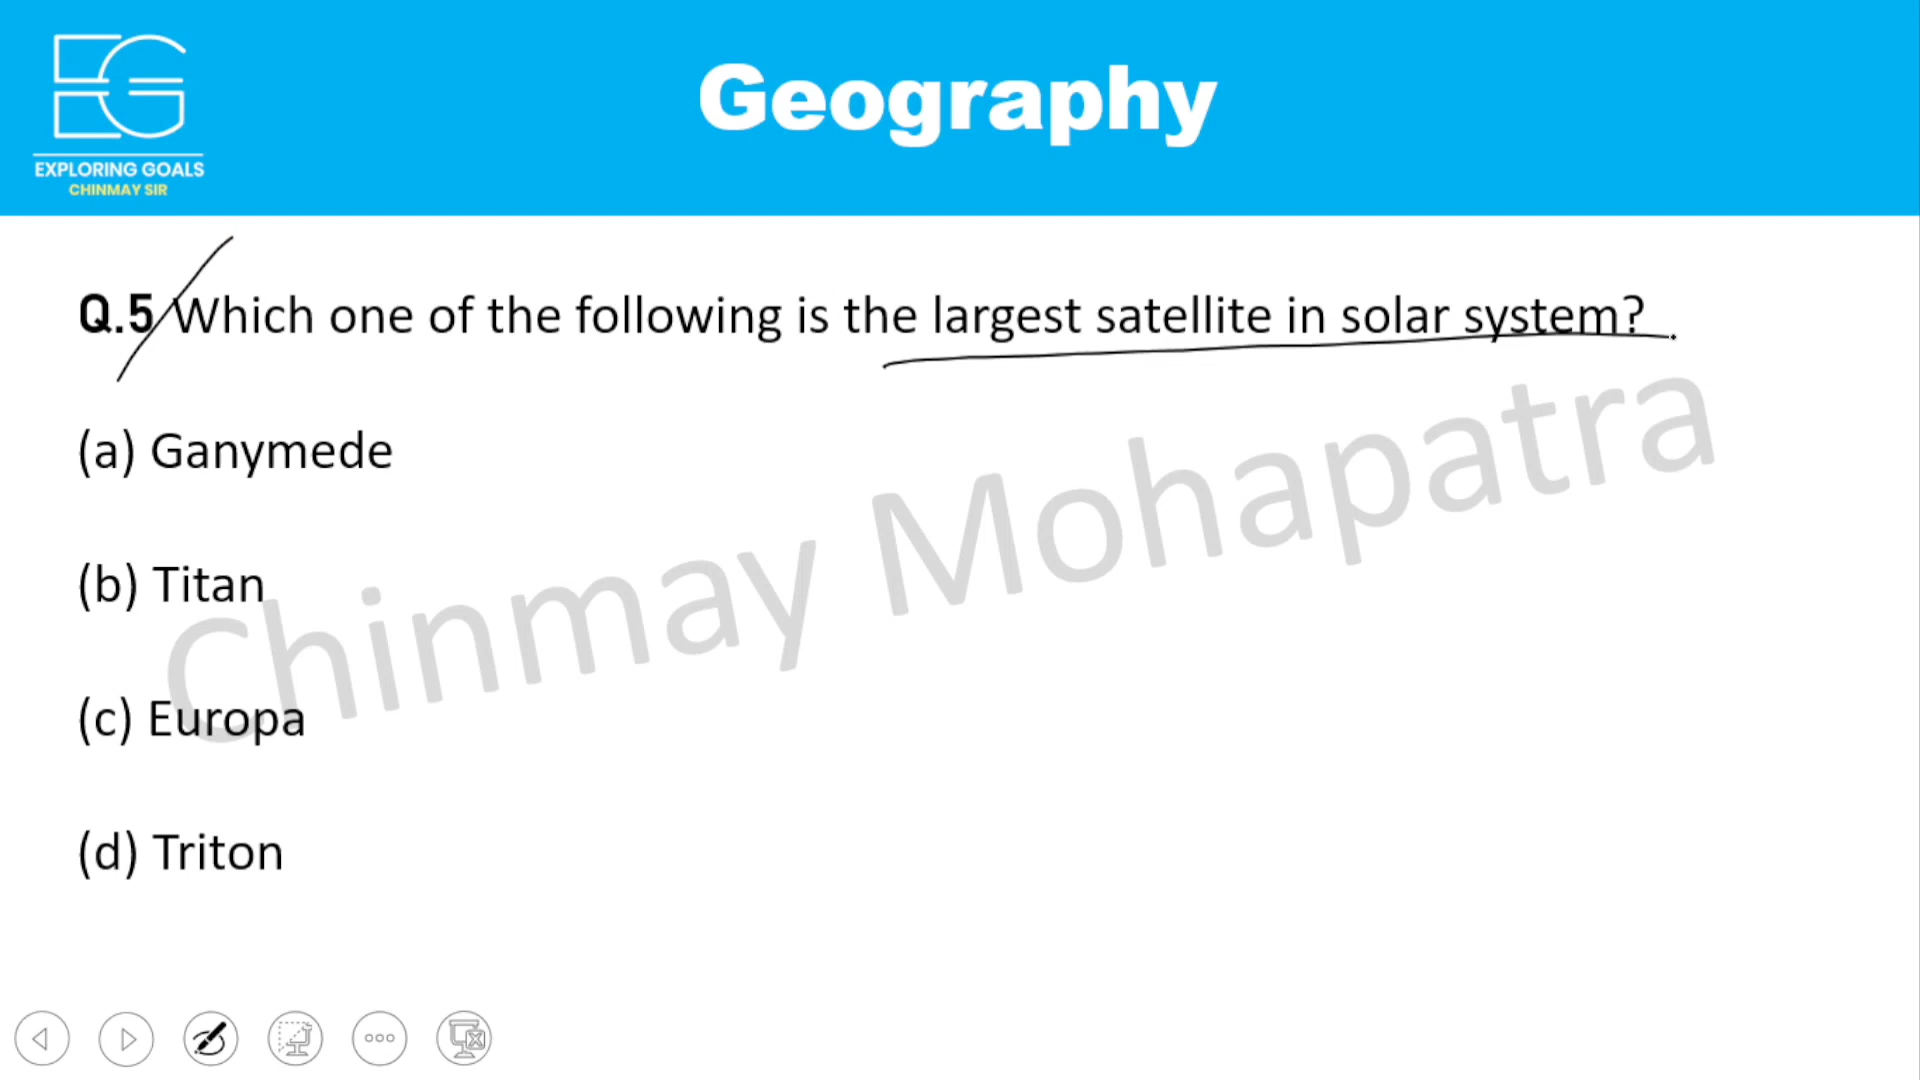 EG
EXPLORING GOALS
CHINMAY SIR
Geography
Q.5 Which one of the following is the largest satellite in solar system?
(a) Ganymede
(b) Titan
(c) Europa
(d) Triton
Chinmay Mohapatra